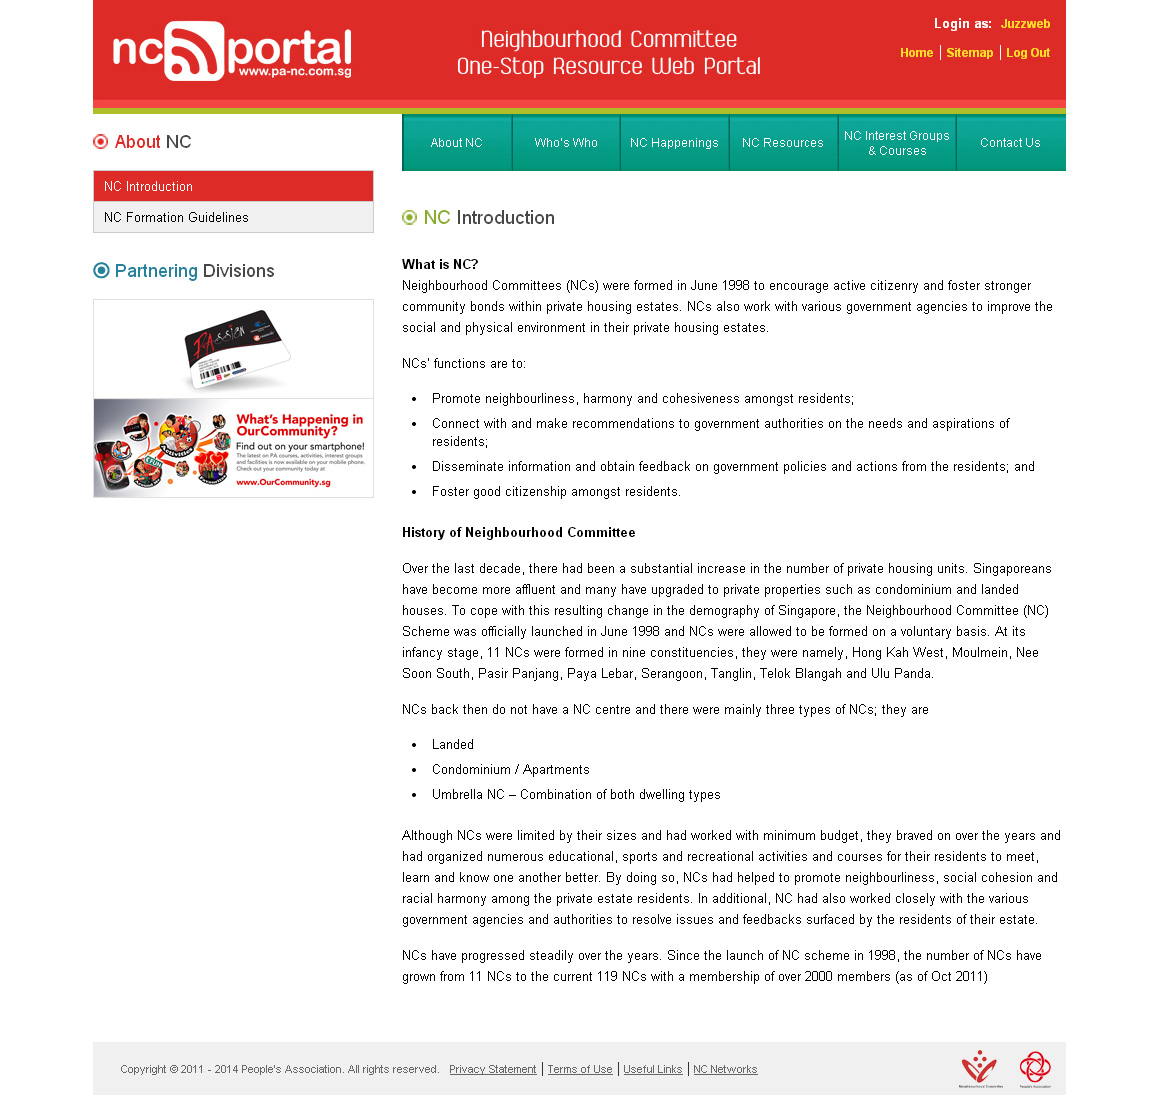 nc portal
www.pa-nc.com.sg
Neighbourhood Committee
One-Stop Resource Web Portal
Login as: Juzzweb
Home | Sitemap | Log Out
About NC
NC Introduction
NC Formation Guidelines
Partnering Divisions
PAssion
What's Happening in
OurCommunity?
Find out on your smartphone!
The latest on PA courses, activities, interest groups
and facilities is now available on your mobile phone.
Check out your community today at
www.OurCommunity.sg
About NC
Who's Who
NC Happenings
NC Resources
NC Interest Groups
& Courses
Contact Us
NC Introduction
What is NC?
Neighbourhood Committees (NCs) were formed in June 1998 to encourage active citizenry and foster stronger
community bonds within private housing estates. NCs also work with various government agencies to improve the
social and physical environment in their private housing estates.
NCs' functions are to:
• Promote neighbourliness, harmony and cohesiveness amongst residents;
• Connect with and make recommendations to government authorities on the needs and aspirations of
residents;
• Disseminate information and obtain feedback on government policies and actions from the residents; and
• Foster good citizenship amongst residents.
History of Neighbourhood Committee
Over the last decade, there had been a substantial increase in the number of private housing units. Singaporeans
have become more affluent and many have upgraded to private properties such as condominium and landed
houses. To cope with this resulting change in the demography of Singapore, the Neighbourhood Committee (NC)
Scheme was officially launched in June 1998 and NCs were allowed to be formed on a voluntary basis. At its
infancy stage, 11 NCs were formed in nine constituencies, they were namely, Hong Kah West, Moulmein, Nee
Soon South, Pasir Panjang, Paya Lebar, Serangoon, Tanglin, Telok Blangah and Ulu Panda.
NCs back then do not have a NC centre and there were mainly three types of NCs; they are
• Landed
• Condominium / Apartments
• Umbrella NC – Combination of both dwelling types
Although NCs were limited by their sizes and had worked with minimum budget, they braved on over the years and
had organized numerous educational, sports and recreational activities and courses for their residents to meet,
learn and know one another better. By doing so, NCs had helped to promote neighbourliness, social cohesion and
racial harmony among the private estate residents. In additional, NC had also worked closely with the various
government agencies and authorities to resolve issues and feedbacks surfaced by the residents of their estate.
NCs have progressed steadily over the years. Since the launch of NC scheme in 1998, the number of NCs have
grown from 11 NCs to the current 119 NCs with a membership of over 2000 members (as of Oct 2011)
Copyright © 2011 - 2014 People's Association. All rights reserved. Privacy Statement | Terms of Use | Useful Links | NC Networks
Neighbourhood Committee
People's Association